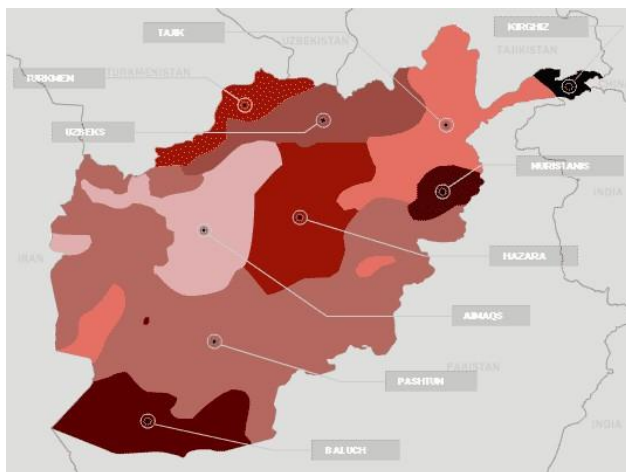 KIRGHIZ
TAJIK
UZBEKISTAN
TAJIKISTAN
TURKMEN
TURKMENISTAN
UZBEKS
NURISTANIS
INDIA
HAZARA
IRAN
AIMAQS
PAKISTAN
PASHTUN
INDIA
BALUCH